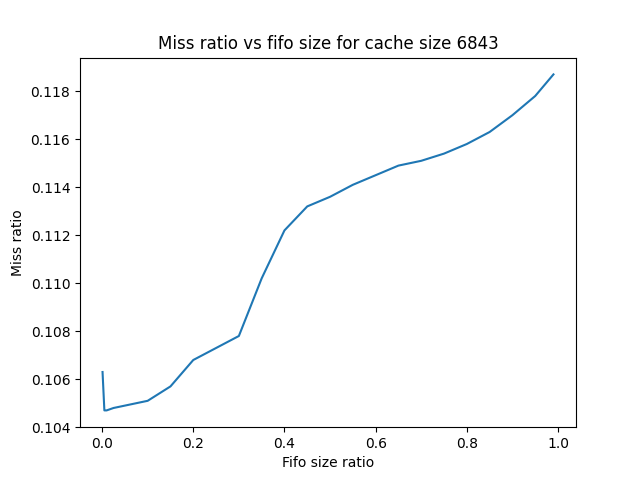 Miss ratio vs fifo size for cache size 6843
0.118
0.116
0.114
0.112
0.110
0.108
0.106
0.104
Miss ratio
0.0 0.2 0.4 0.6 0.8 1.0
Fifo size ratio